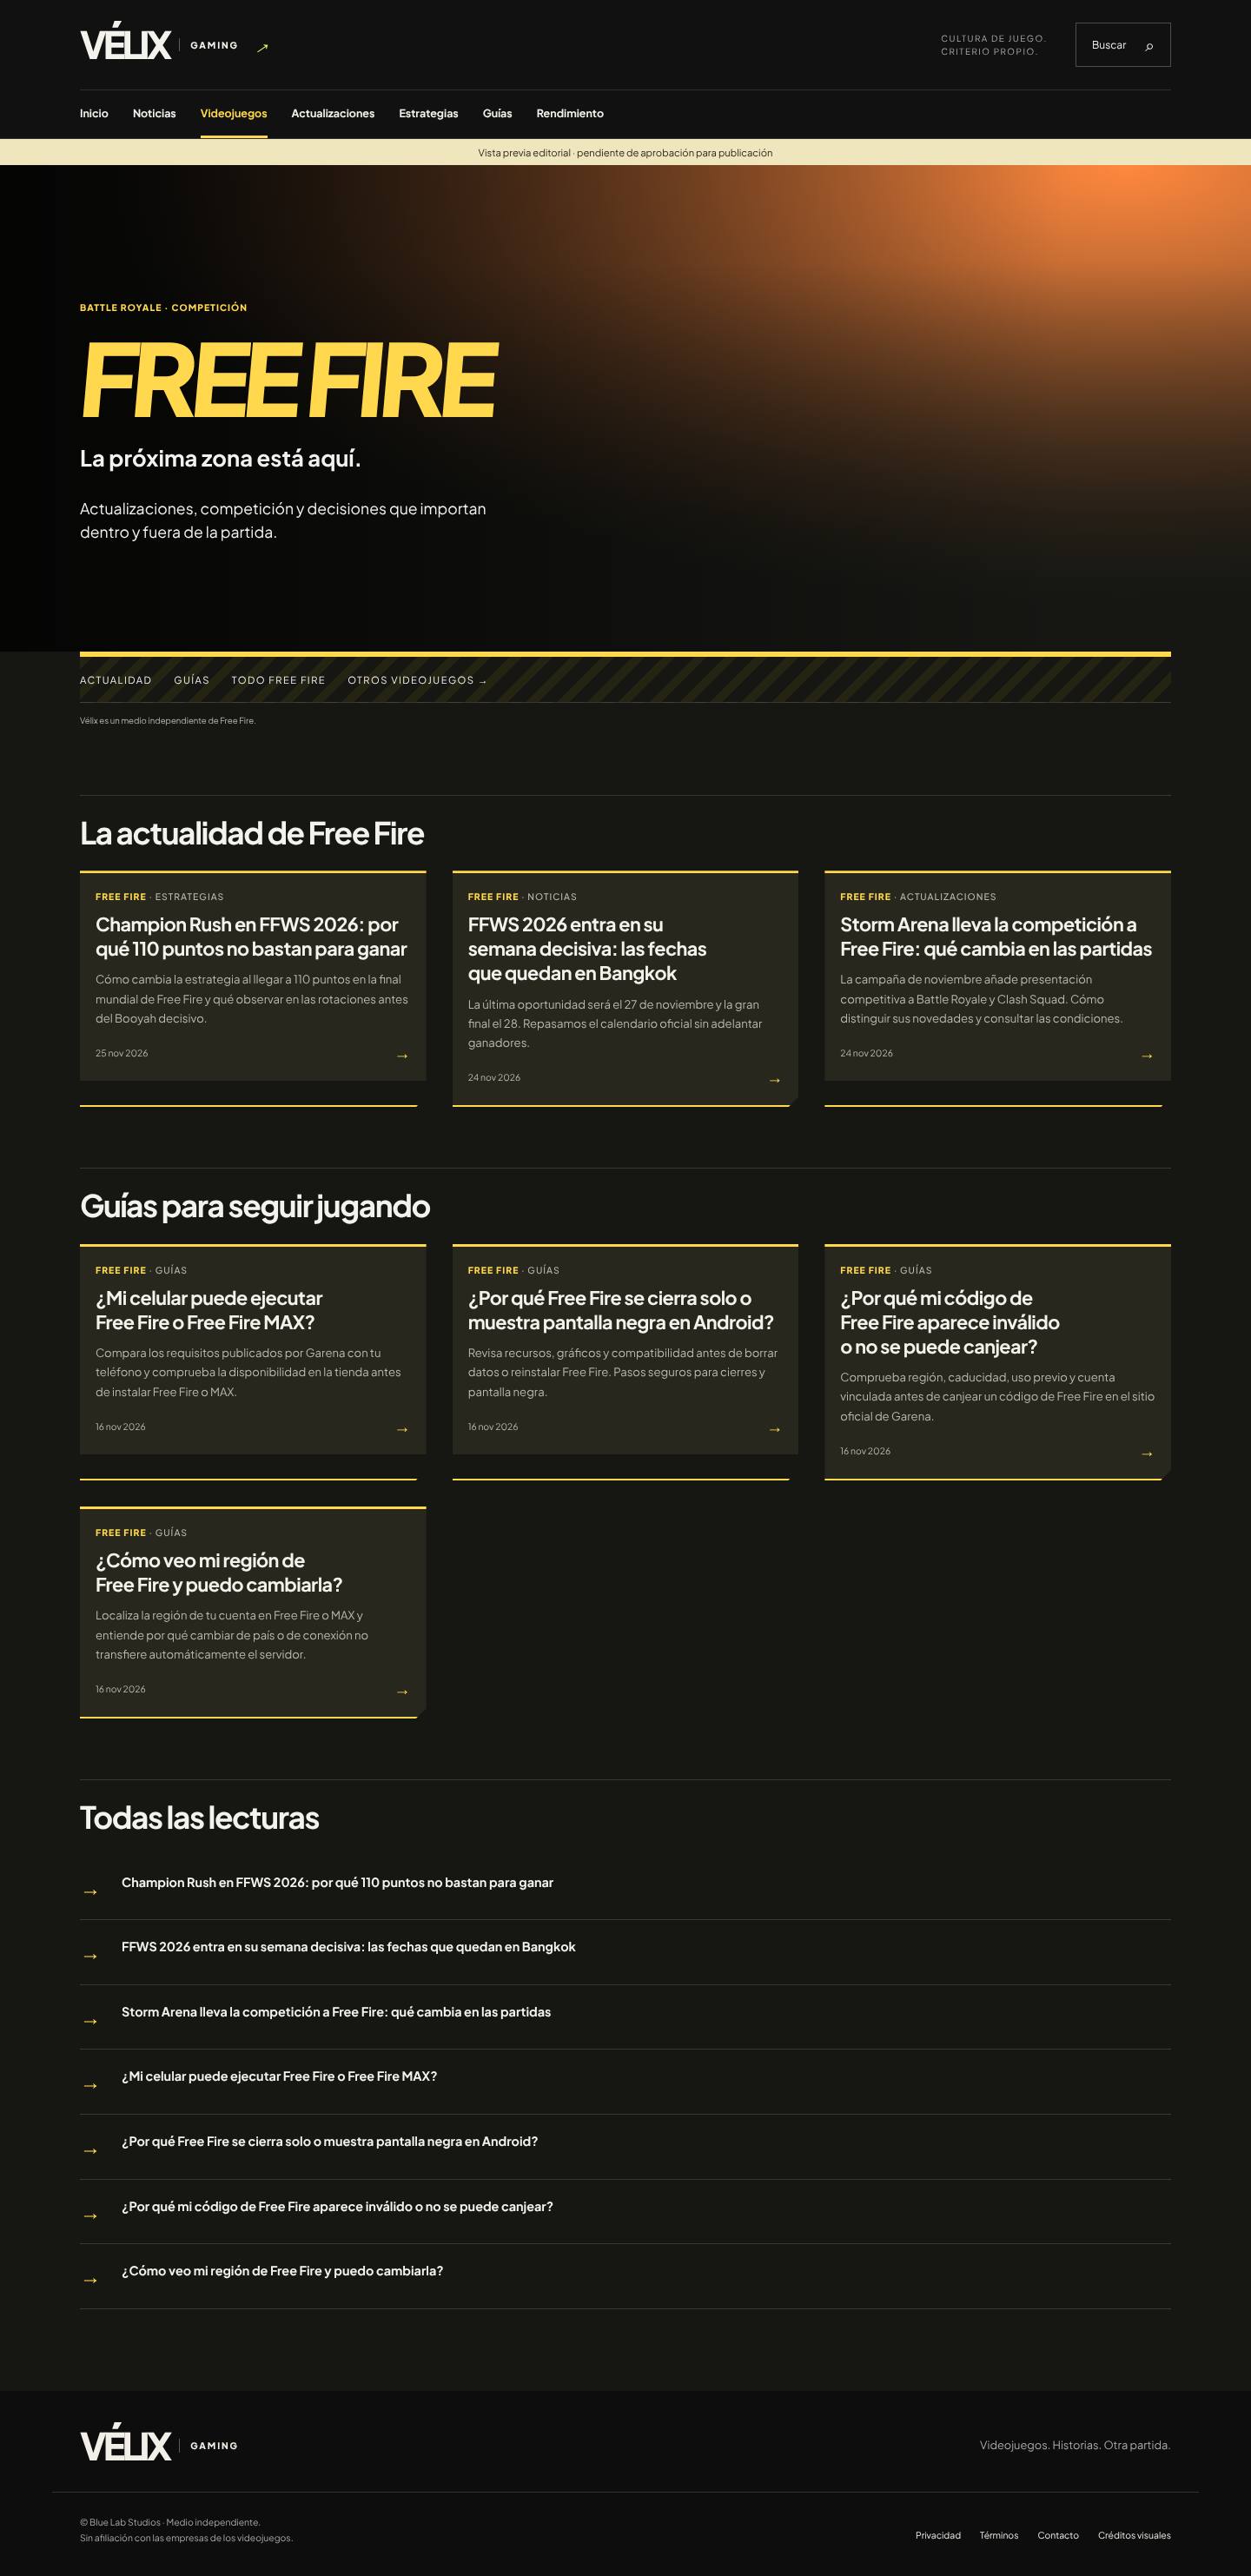 VÉLIX GAMING
CULTURA DE JUEGO.
CRITERIO PROPIO.
Buscar
Inicio Noticias Videojuegos Actualizaciones Estrategias Guías Rendimiento
Vista previa editorial · pendiente de aprobación para publicación
BATTLE ROYALE · COMPETICIÓN
FREE FIRE
La próxima zona está aquí.
Actualizaciones, competición y decisiones que importan
dentro y fuera de la partida.
ACTUALIDAD GUÍAS TODO FREE FIRE OTROS VIDEOJUEGOS →
Vélix es un medio independiente de Free Fire.
La actualidad de Free Fire
FREE FIRE · ESTRATEGIAS
Champion Rush en FFWS 2026: por
qué 110 puntos no bastan para ganar
Cómo cambia la estrategia al llegar a 110 puntos en la final
mundial de Free Fire y qué observar en las rotaciones antes
del Booyah decisivo.
25 nov 2026 →
FREE FIRE · NOTICIAS
FFWS 2026 entra en su
semana decisiva: las fechas
que quedan en Bangkok
La última oportunidad será el 27 de noviembre y la gran
final el 28. Repasamos el calendario oficial sin adelantar
ganadores.
24 nov 2026 →
FREE FIRE · ACTUALIZACIONES
Storm Arena lleva la competición a
Free Fire: qué cambia en las partidas
La campaña de noviembre añade presentación
competitiva a Battle Royale y Clash Squad. Cómo
distinguir sus novedades y consultar las condiciones.
24 nov 2026 →
Guías para seguir jugando
FREE FIRE · GUÍAS
¿Mi celular puede ejecutar
Free Fire o Free Fire MAX?
Compara los requisitos publicados por Garena con tu
teléfono y comprueba la disponibilidad en la tienda antes
de instalar Free Fire o MAX.
16 nov 2026 →
FREE FIRE · GUÍAS
¿Por qué Free Fire se cierra solo o
muestra pantalla negra en Android?
Revisa recursos, gráficos y compatibilidad antes de borrar
datos o reinstalar Free Fire. Pasos seguros para cierres y
pantalla negra.
16 nov 2026 →
FREE FIRE · GUÍAS
¿Por qué mi código de
Free Fire aparece inválido
o no se puede canjear?
Comprueba región, caducidad, uso previo y cuenta
vinculada antes de canjear un código de Free Fire en el sitio
oficial de Garena.
16 nov 2026 →
FREE FIRE · GUÍAS
¿Cómo veo mi región de
Free Fire y puedo cambiarla?
Localiza la región de tu cuenta en Free Fire o MAX y
entiende por qué cambiar de país o de conexión no
transfiere automáticamente el servidor.
16 nov 2026 →
Todas las lecturas
→ Champion Rush en FFWS 2026: por qué 110 puntos no bastan para ganar
→ FFWS 2026 entra en su semana decisiva: las fechas que quedan en Bangkok
→ Storm Arena lleva la competición a Free Fire: qué cambia en las partidas
→ ¿Mi celular puede ejecutar Free Fire o Free Fire MAX?
→ ¿Por qué Free Fire se cierra solo o muestra pantalla negra en Android?
→ ¿Por qué mi código de Free Fire aparece inválido o no se puede canjear?
→ ¿Cómo veo mi región de Free Fire y puedo cambiarla?
VÉLIX GAMING
Videojuegos. Historias. Otra partida.
© Blue Lab Studios · Medio independiente.
Sin afiliación con las empresas de los videojuegos.
Privacidad Términos Contacto Créditos visuales